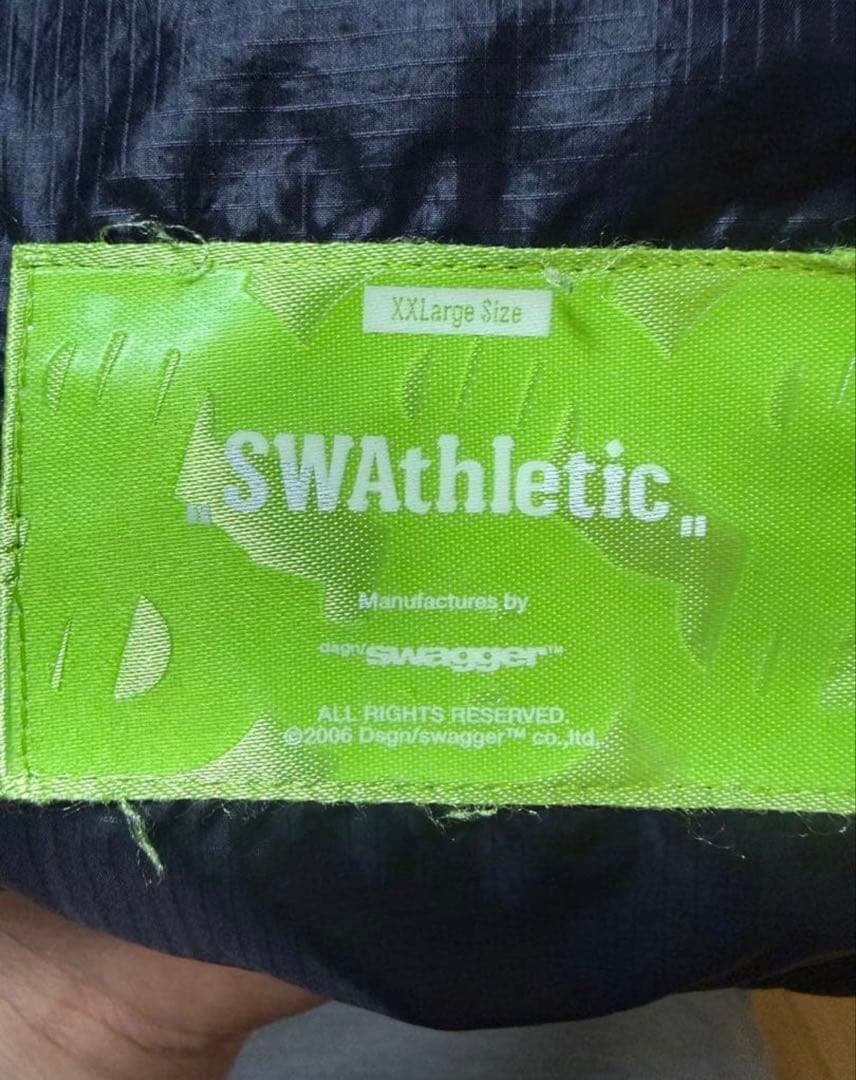 XXLarge Size
„SWAthletic„
Manufactures by
dsgn/swagger™
ALL RIGHTS RESERVED.
©2006 Dsgn/swagger™ co.,ltd.